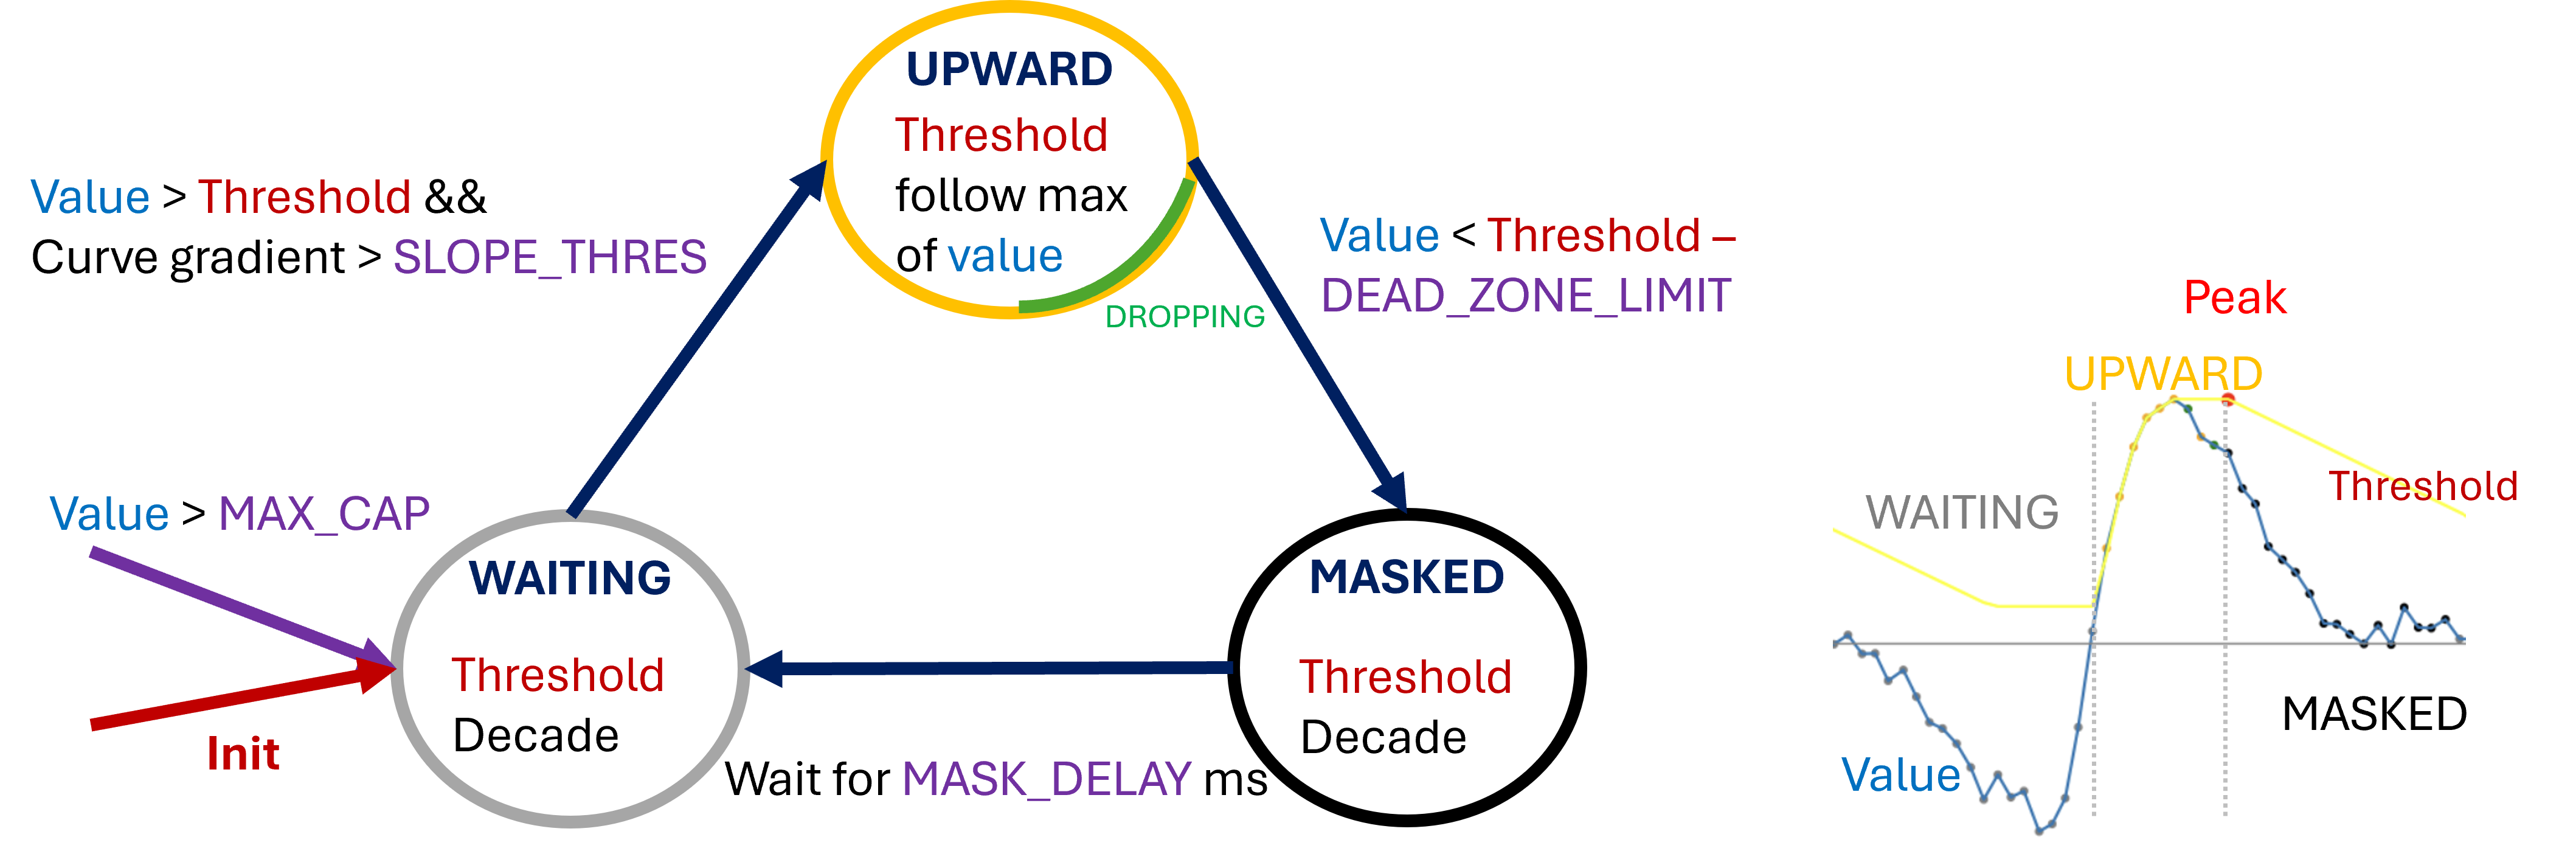 UPWARD
Threshold
follow max
of value
DROPPING
Value > Threshold &&
Curve gradient > SLOPE_THRES
Value < Threshold –
DEAD_ZONE_LIMIT
Value > MAX_CAP
Init
WAITING
Threshold
Decade
MASKED
Threshold
Decade
Wait for MASK_DELAY ms
Peak
UPWARD
WAITING
Threshold
MASKED
Value